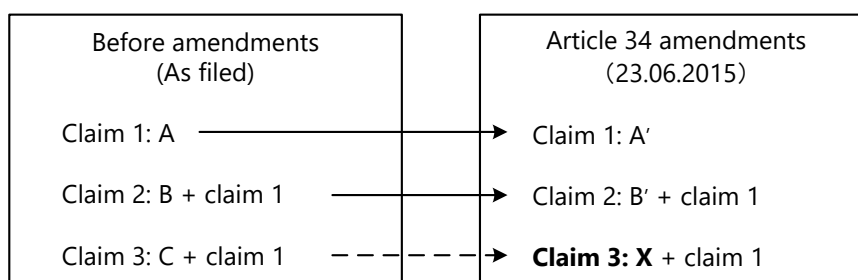 Before amendments
(As filed)
Claim 1: A
Claim 2: B + claim 1
Claim 3: C + claim 1
Article 34 amendments
（23.06.2015）
Claim 1: A′
Claim 2: B′ + claim 1
Claim 3: X + claim 1